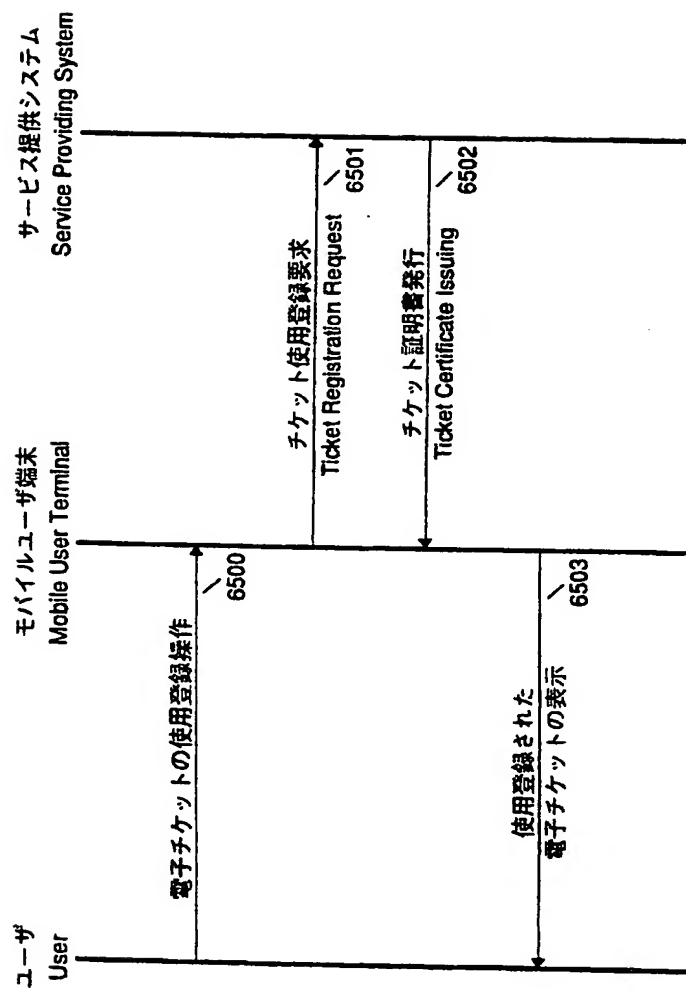 ユーザ
User
モバイルユーザ端末
Mobile User Terminal
サービス提供システム
Service Providing System
電子チケットの使用登録操作
6500
チケット使用登録要求
Ticket Registration Request
6501
チケット証明書発行
Ticket Certificate Issuing
6502
使用登録された
電子チケットの表示
6503